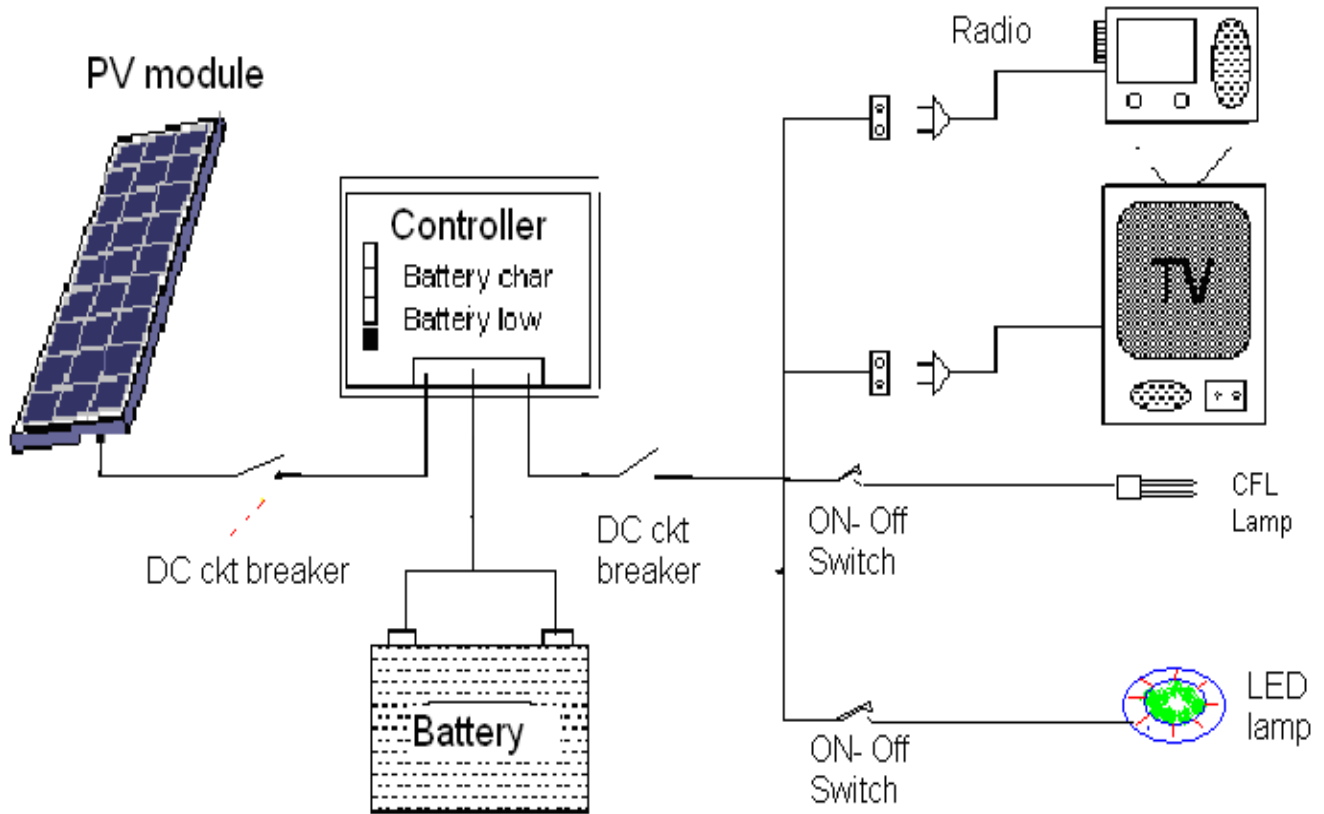 Radio
PV module
Controller
Battery char
Battery low
TV
DC ckt breaker
DC ckt
breaker
ON- Off
Switch
CFL
Lamp
Battery
ON- Off
Switch
LED
lamp